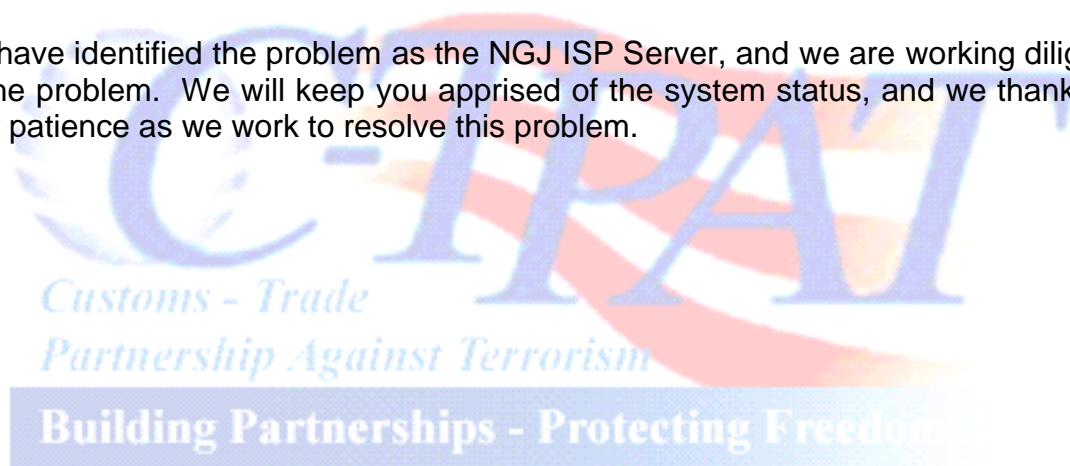 have identified the problem as the NGJ ISP Server, and we are working dilig
he problem.  We will keep you apprised of the system status, and we thank
patience as we work to resolve this problem.
C-TPAT
Customs - Trade
Partnership Against Terrorism
Building Partnerships - Protecting Freedom